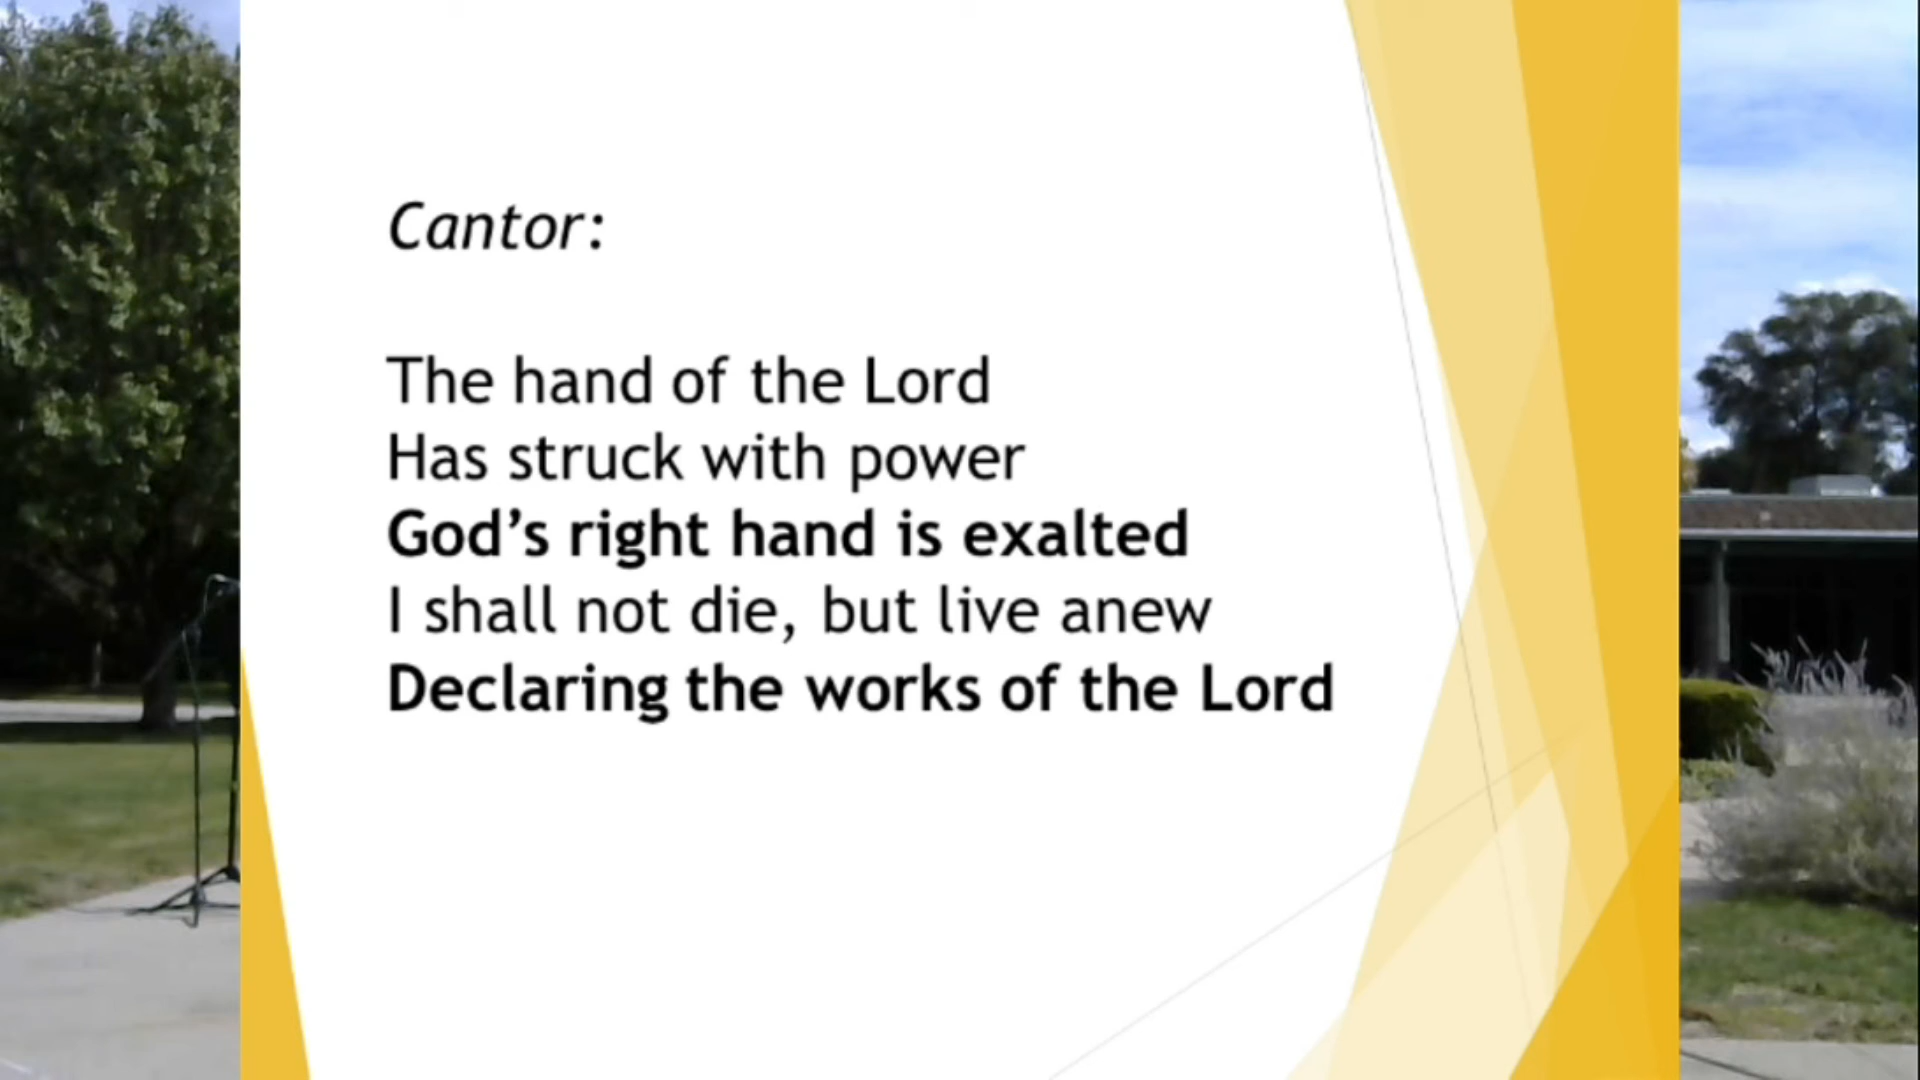 Cantor:
The hand of the Lord
Has struck with power
God’s right hand is exalted
I shall not die, but live anew
Declaring the works of the Lord